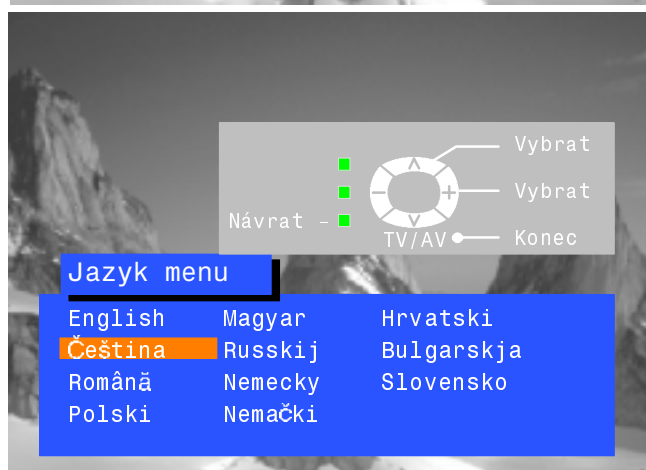 Vybrat
Vybrat
Návrat
TV/AV Konec
Jazyk menu
English Magyar Hrvatski
Čeština Russkij Bulgarskja
Română Nemecky Slovensko
Polski Nemački